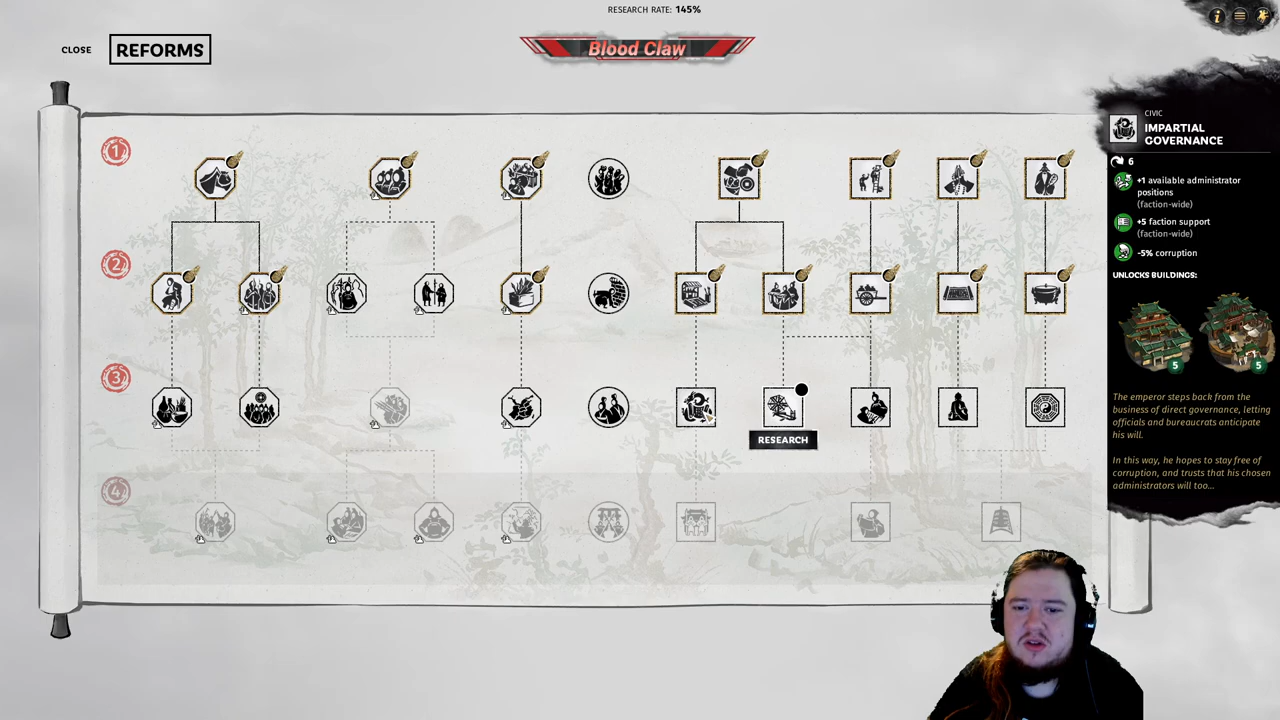 RESEARCH RATE: 145%
CLOSE
REFORMS
Blood Claw
1
2
3
4
RESEARCH
CIVIC
IMPARTIAL
GOVERNANCE
6
+1 available administrator
positions
(faction-wide)
+5 faction support
(faction-wide)
-5% corruption
UNLOCKS BUILDINGS:
5
5
The emperor steps back from the
business of direct governance, letting
officials and bureaucrats anticipate
his will.
In this way, he hopes to stay free of
corruption, and trusts that his chosen
administrators will too...